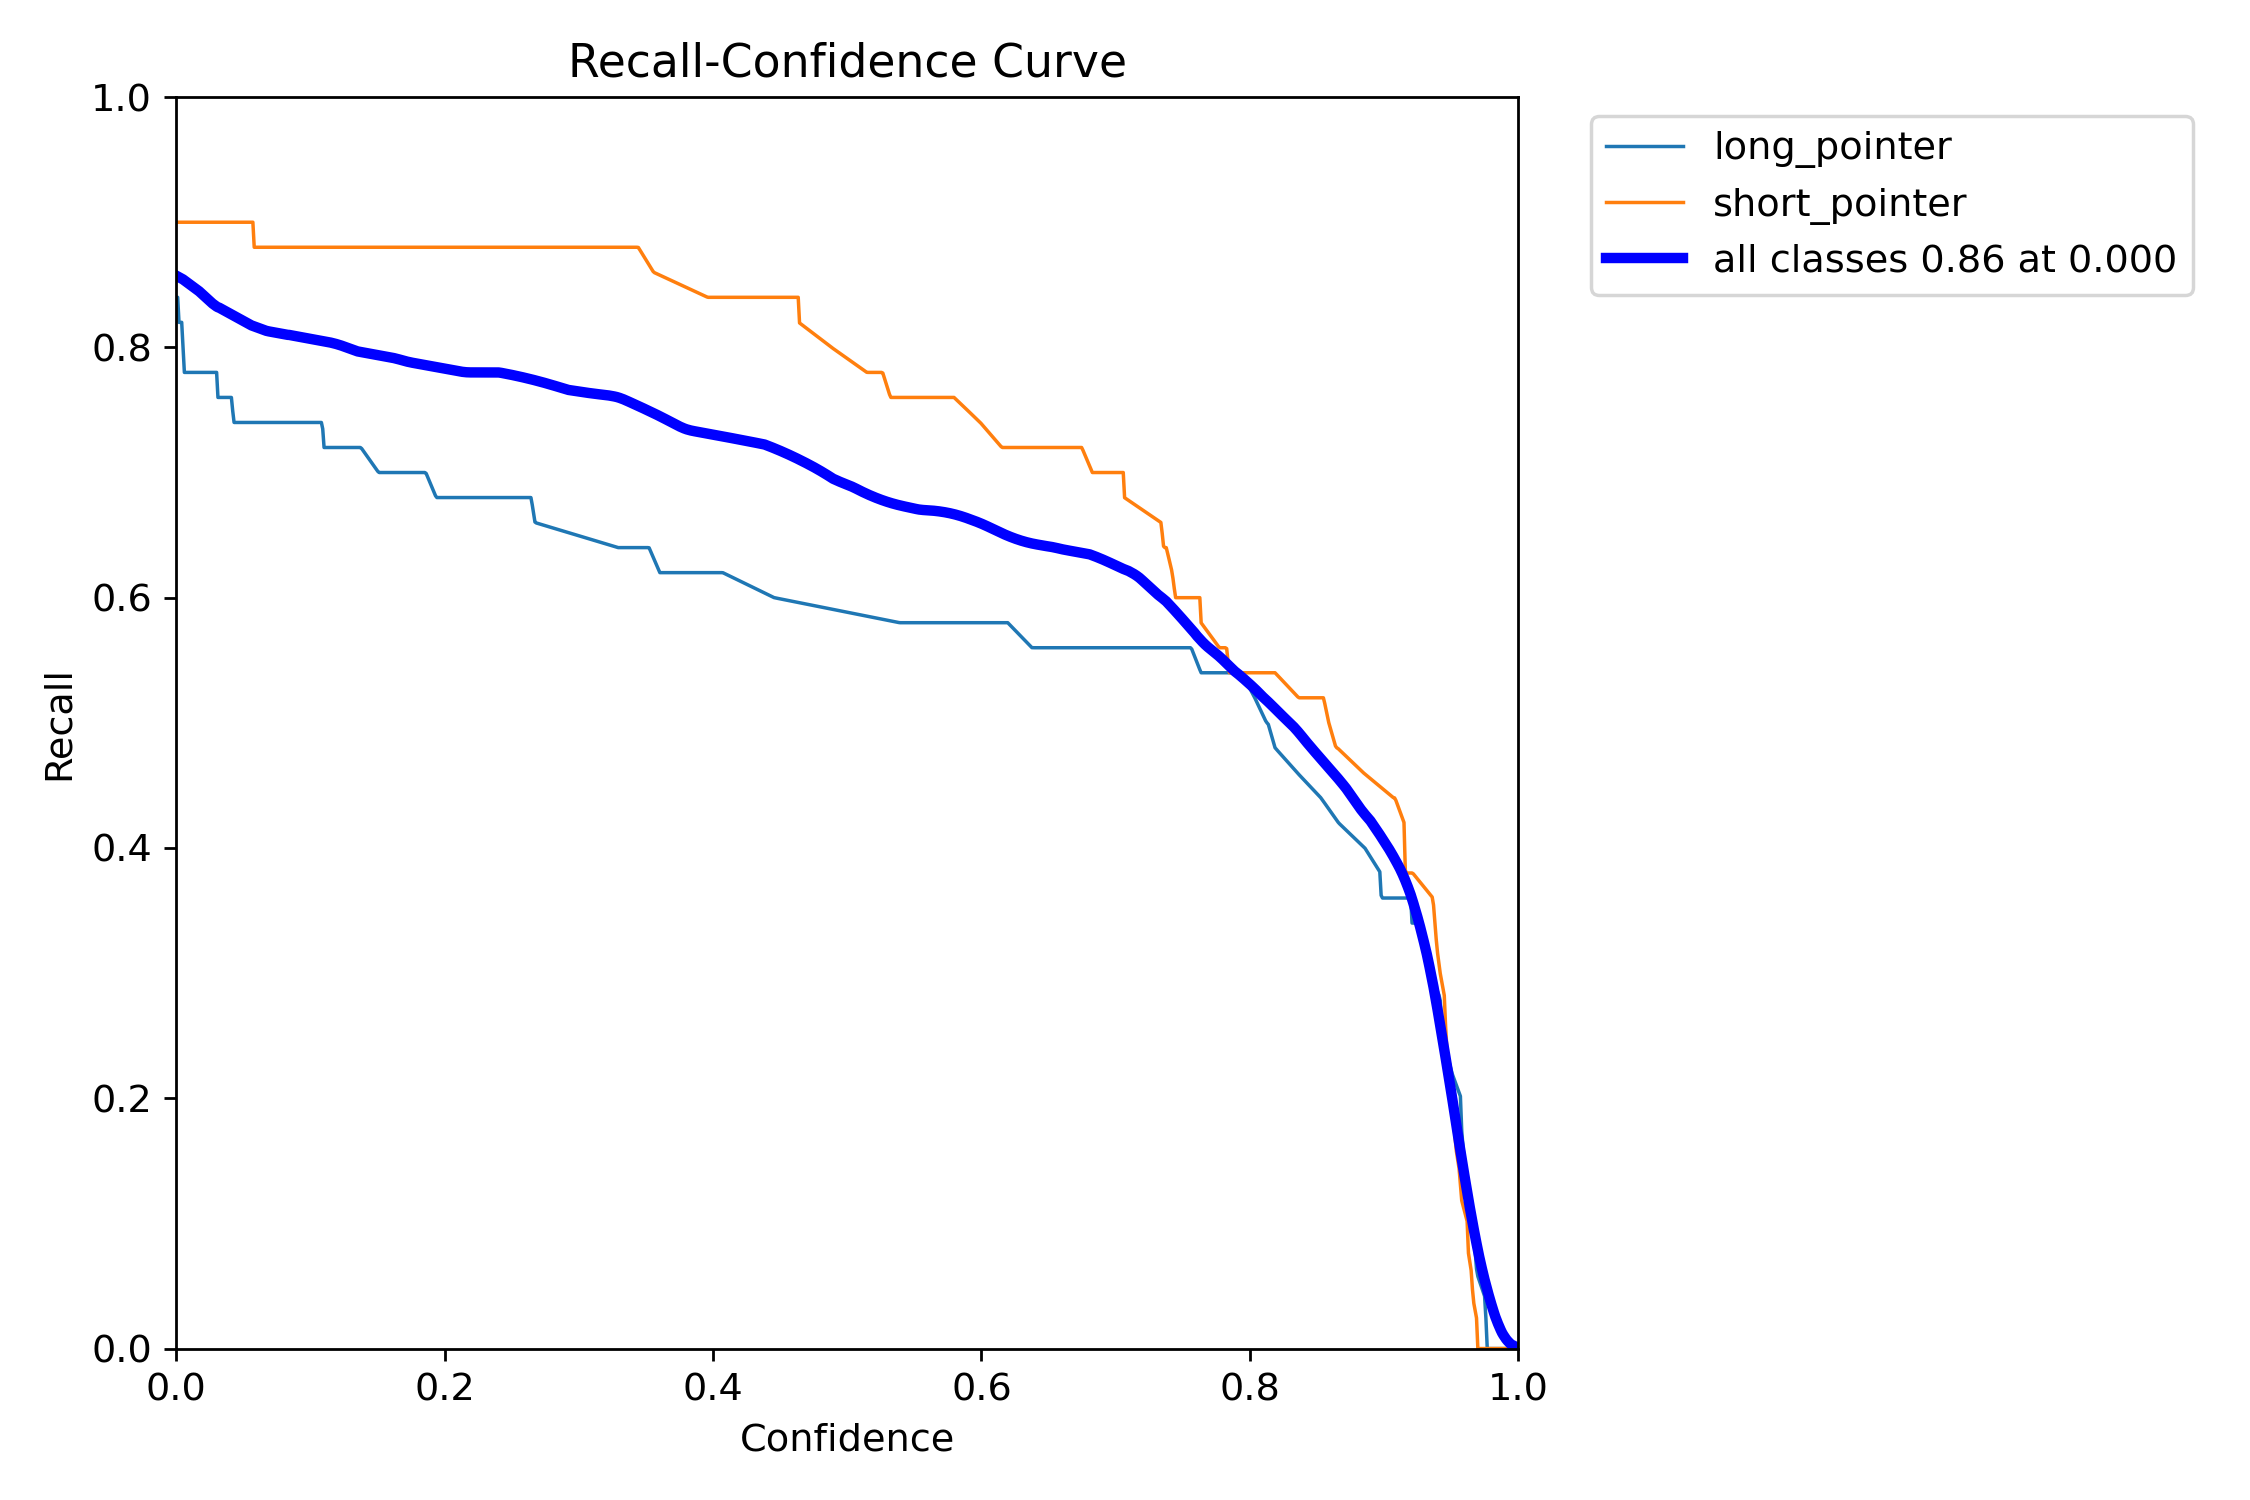 Recall-Confidence Curve
1.0
0.8
0.6
0.4
0.2
0.0
Recall
0.0 0.2 0.4 0.6 0.8 1.0
Confidence
long_pointer
short_pointer
all classes 0.86 at 0.000